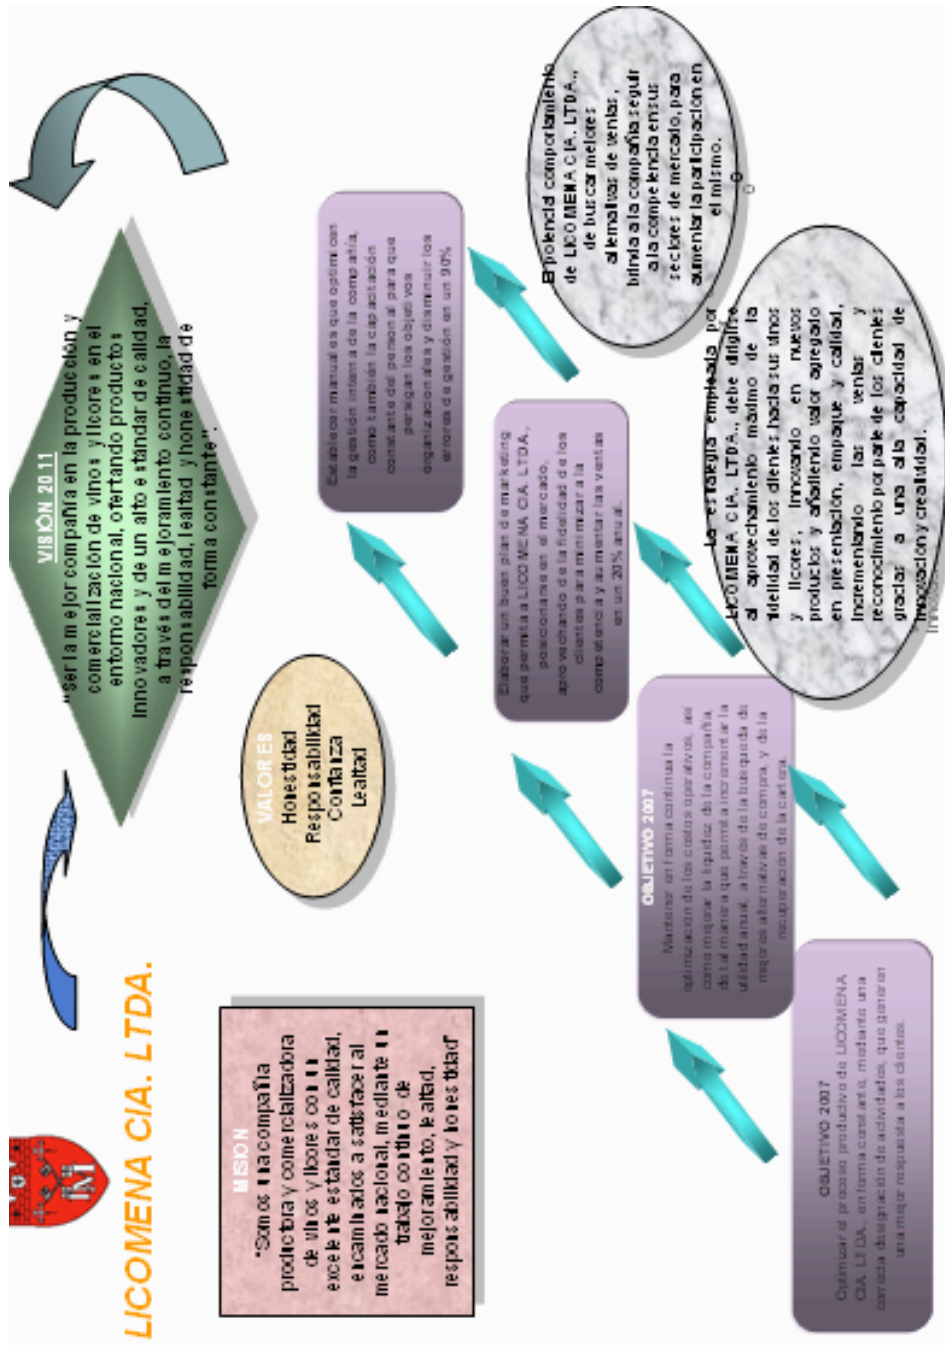 LICOMENA CIA. LTDA.
MISIÓN
"Somos una compañía
productora y comercializadora
de vinos y licores con un
excelente estándar de calidad,
encaminados a satisfacer al
mercado nacional, mediante un
trabajo continuo de
mejoramiento, lealtad,
responsabilidad y honestidad"
VISIÓN 2011
"Ser la mejor compañía en la producción y
comercialización de vinos y licores en el
entorno nacional, ofertando productos
innovadores y de un alto estándar de calidad,
a través del mejoramiento continuo, la
responsabilidad, lealtad y honestidad de
forma constante".
VALORES
Honestidad
Responsabilidad
Confianza
Lealtad
OBJETIVO 2007
Optimizar el proceso productivo de LICOMENA
CIA. LTDA., en forma constante, mediante una
correcta designación de actividades, que generen
una mejor respuesta a los clientes.
OBJETIVO 2007
Mantener en forma continua la
optimización de los costos operativos, así
como mejorar la liquidez de la compañía,
de tal manera que permita incrementar la
utilidad anual, a través de la búsqueda de
mejores alternativas de compra, y de la
recuperación de la cartera.
Elaborar un buen plan de marketing
que permita a LICOMENA CIA. LTDA.,
posicionarse en el mercado,
aprovechando de la fidelidad de los
clientes para minimizar a la
competencia y aumentar las ventas
en un 20% anual.
Establecer manuales que optimicen
la gestión interna de la compañía,
como también la capacitación
constante del personal para que
persigan los objetivos
organizacionales y disminuir los
errores de gestión en un 90%
La estrategia empleada por
LICOMENA CIA. LTDA., debe dirigirse
al aprovechamiento máximo de la
fidelidad de los clientes hacia sus vinos
y licores, innovando en nuevos
productos y añadiendo valor agregado
en presentación, empaque y calidad,
incrementando las ventas y
reconocimiento por parte de los clientes
gracias a una alta capacidad de
innovación y creatividad.
El potencial comportamiento
de LICOMENA CIA. LTDA.,
de buscar mejores
alternativas de ventas,
brinda a la compañía seguir
a la competencia en sus
sectores de mercado, para
aumentar la participación en
el mismo.